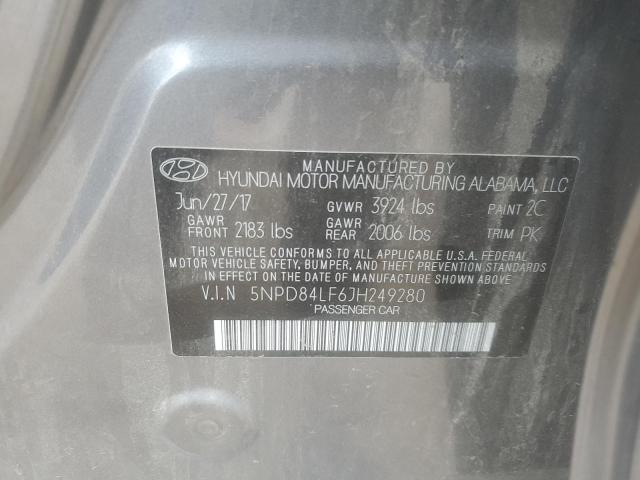 MANUFACTURED BY
HYUNDAI MOTOR MANUFACTURING ALABAMA, LLC
Jun/27/17 GVWR 3924 lbs PAINT 2C
GAWR FRONT 2183 lbs GAWR REAR 2006 lbs TRIM PK
THIS VEHICLE CONFORMS TO ALL APPLICABLE U.S.A. FEDERAL
MOTOR VEHICLE SAFETY, BUMPER, AND THEFT PREVENTION STANDARDS
IN EFFECT ON THE DATE OF MANUFACTURE SHOWN ABOVE.
V.I.N 5NPD84LF6JH249280
PASSENGER CAR